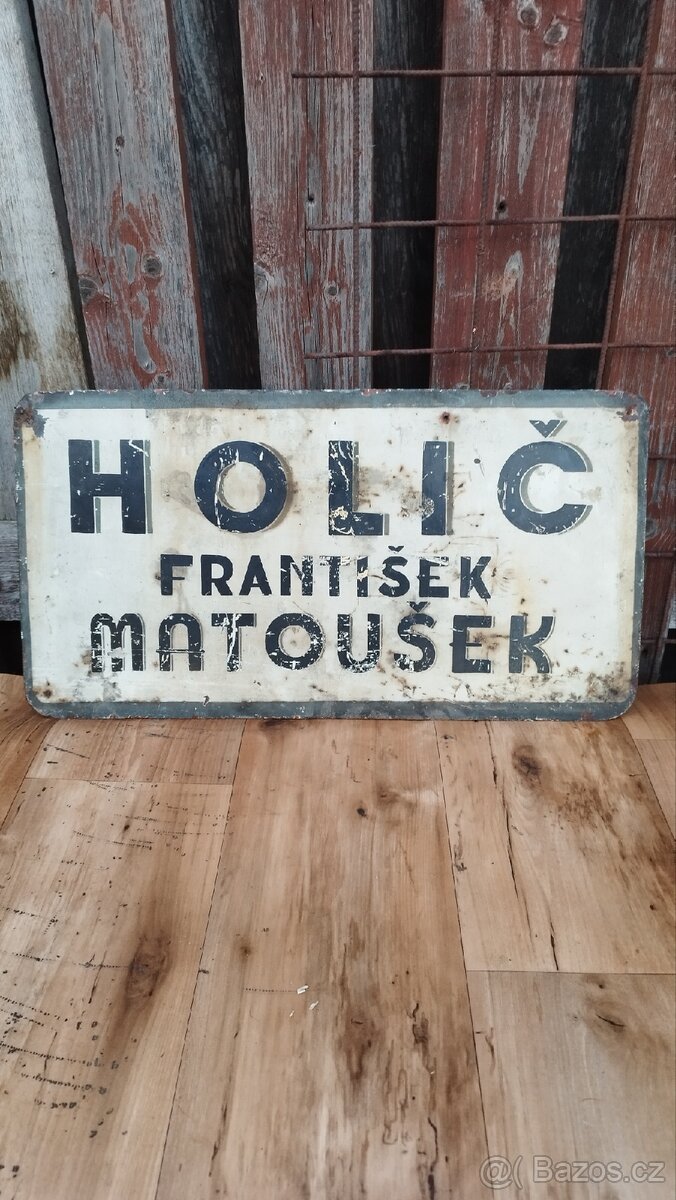 HOLIČ
FRANTIŠEK
MATOUŠEK
@( Bazos.cz